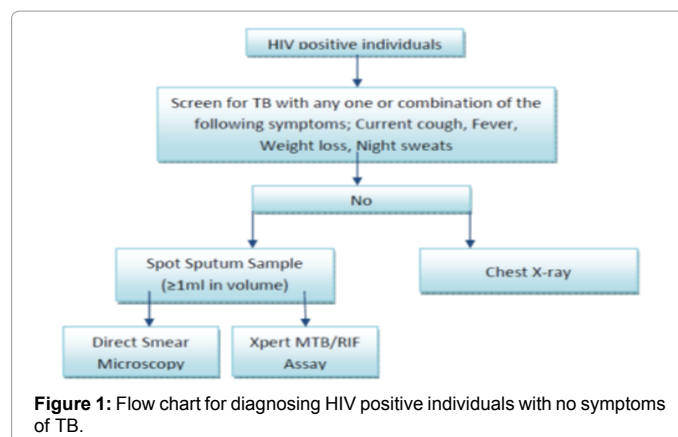 HIV positive individuals
Screen for TB with any one or combination of the
following symptoms; Current cough, Fever,
Weight loss, Night sweats
No
Spot Sputum Sample
(≥1ml in volume)
Chest X-ray
Direct Smear
Microscopy
Xpert MTB/RIF
Assay
Figure 1: Flow chart for diagnosing HIV positive individuals with no symptoms
of TB.